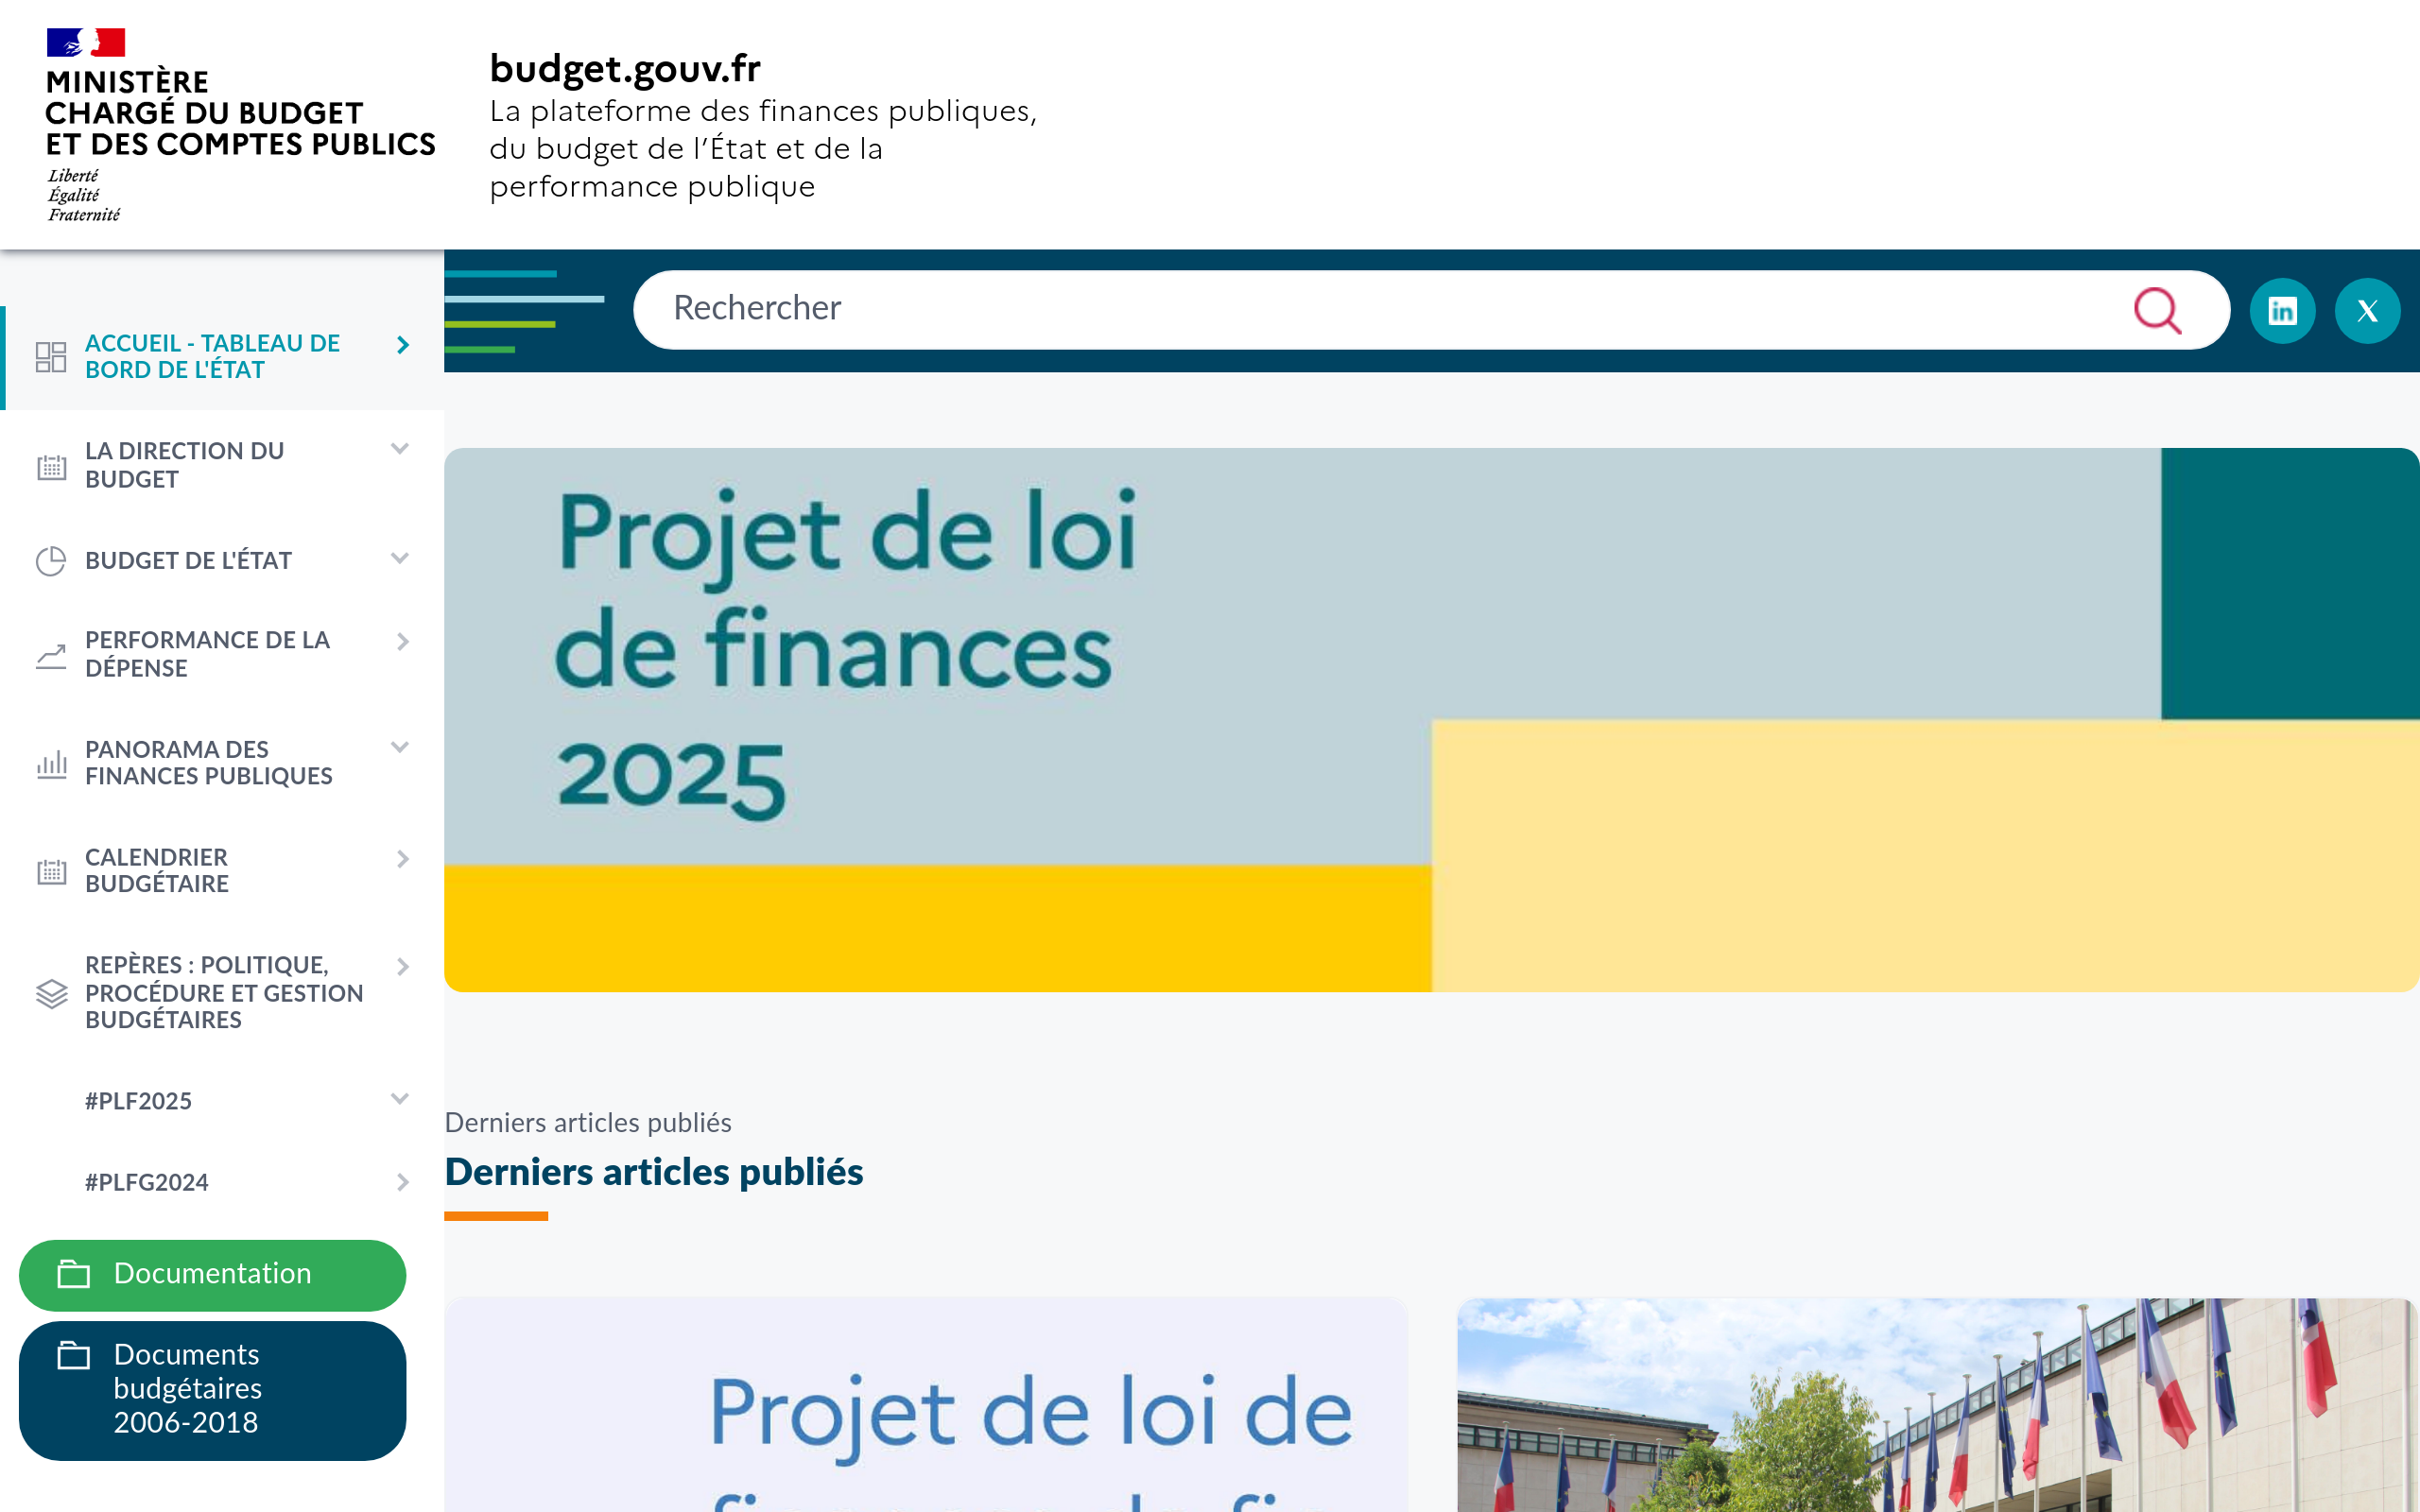 MINISTÈRE
CHARGÉ DU BUDGET
ET DES COMPTES PUBLICS
Liberté
Égalité
Fraternité
budget.gouv.fr
La plateforme des finances publiques,
du budget de l’État et de la
performance publique
Rechercher
ACCUEIL - TABLEAU DE
BORD DE L'ÉTAT
LA DIRECTION DU
BUDGET
BUDGET DE L'ÉTAT
PERFORMANCE DE LA
DÉPENSE
PANORAMA DES
FINANCES PUBLIQUES
CALENDRIER
BUDGÉTAIRE
REPÈRES : POLITIQUE,
PROCÉDURE ET GESTION
BUDGÉTAIRES
#PLF2025
#PLFG2024
Documentation
Documents
budgétaires
2006-2018
Projet de loi
de finances
2025
Derniers articles publiés
Derniers articles publiés
Projet de loi de